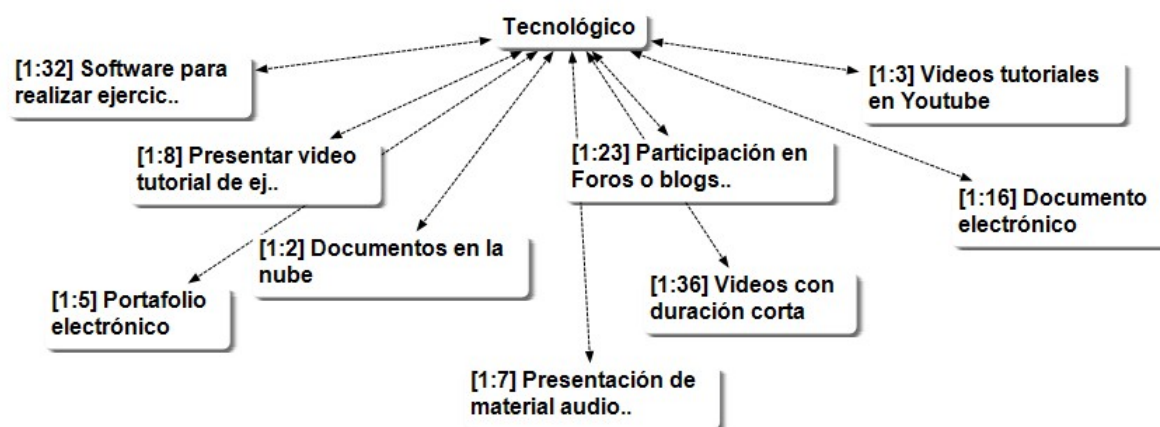 Tecnológico
[1:32] Software para
realizar ejercic..
[1:3] Videos tutoriales
en Youtube
[1:8] Presentar video
tutorial de ej..
[1:23] Participación en
Foros o blogs..
[1:16] Documento
electrónico
[1:2] Documentos en la
nube
[1:5] Portafolio
electrónico
[1:36] Videos con
duración corta
[1:7] Presentación de
material audio..